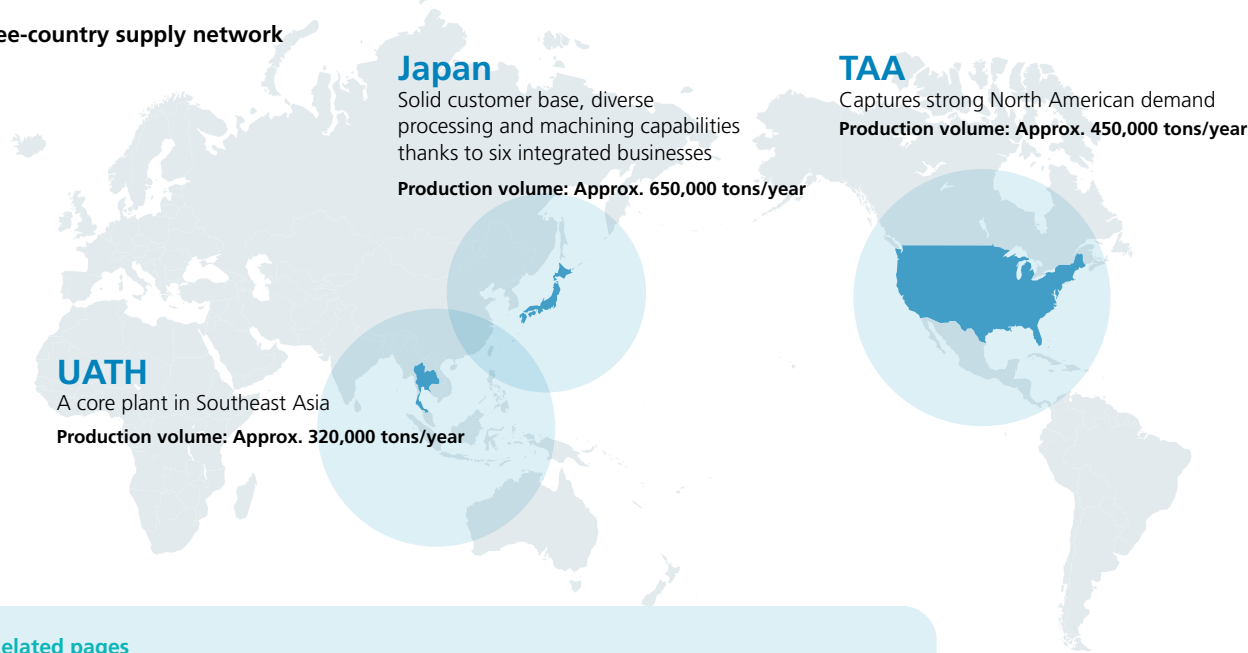 ee-country supply network
Japan
Solid customer base, diverse
processing and machining capabilities
thanks to six integrated businesses
Production volume: Approx. 650,000 tons/year
TAA
Captures strong North American demand
Production volume: Approx. 450,000 tons/year
UATH
A core plant in Southeast Asia
Production volume: Approx. 320,000 tons/year
elated pages